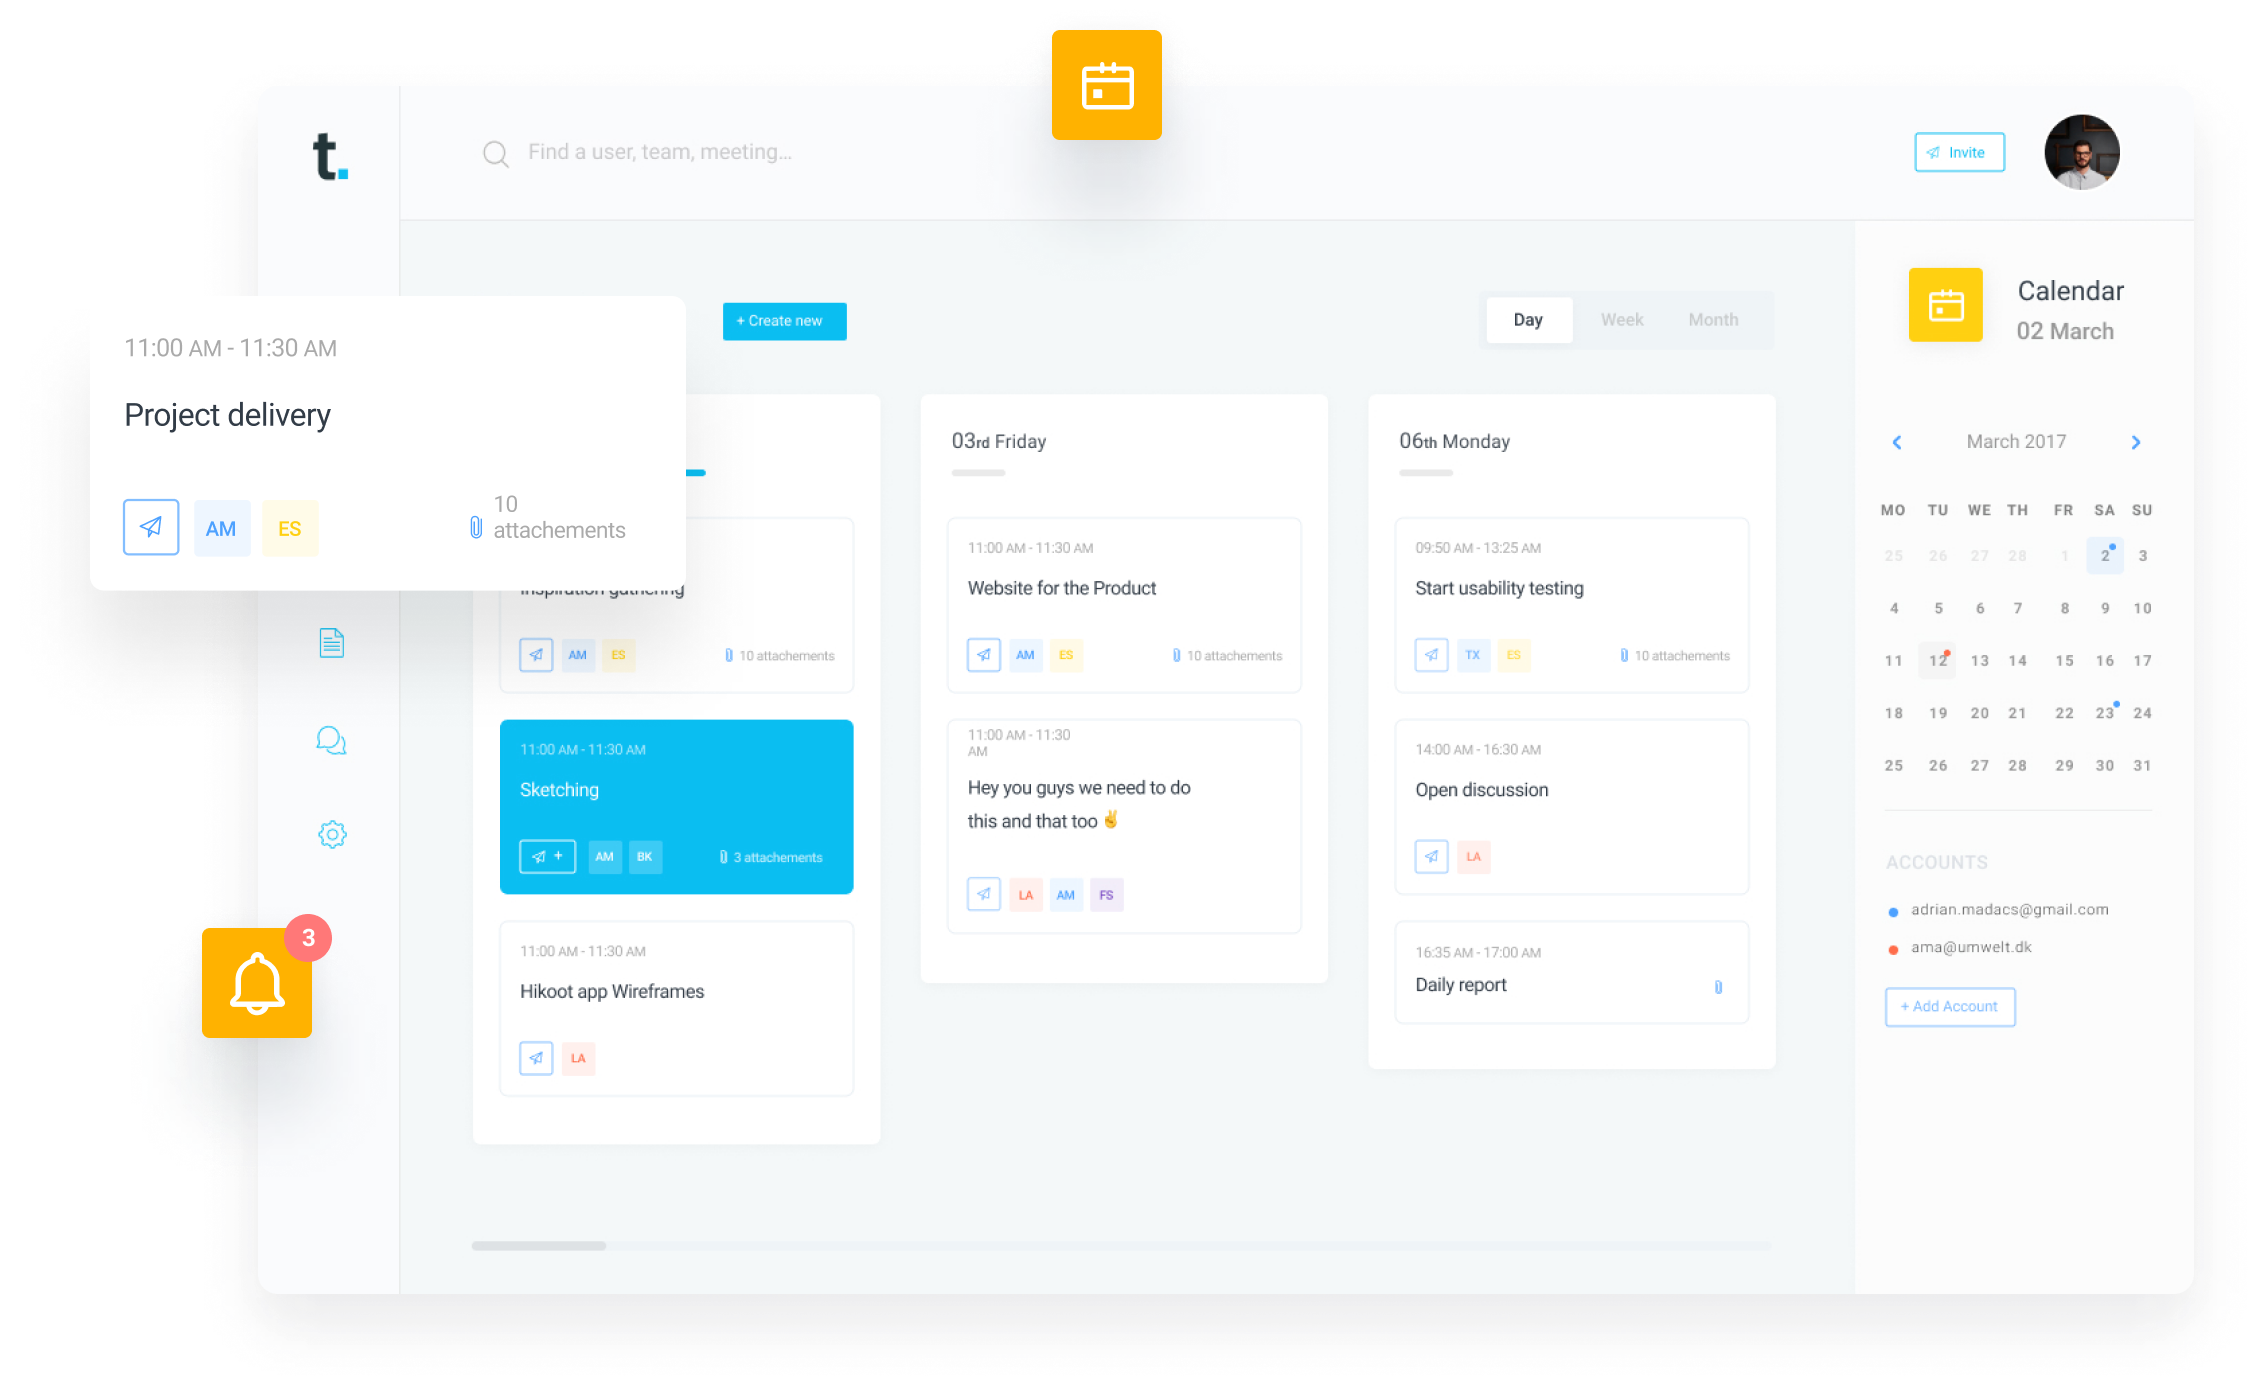 t.
Find a user, team, meeting...
Invite
11:00 AM - 11:30 AM
Project delivery
AM ES
10
attachements
+ Create new
Day Week Month
Inspiration gathering
AM ES 10 attachements
11:00 AM - 11:30 AM
Sketching
+ AM BK 3 attachements
11:00 AM - 11:30 AM
Hikoot app Wireframes
LA
03rd Friday
11:00 AM - 11:30 AM
Website for the Product
AM ES 10 attachements
11:00 AM - 11:30
AM
Hey you guys we need to do
this and that too ✌
LA AM FS
06th Monday
09:50 AM - 13:25 AM
Start usability testing
TX ES 10 attachements
14:00 AM - 16:30 AM
Open discussion
LA
16:35 AM - 17:00 AM
Daily report
3
Calendar
02 March
March 2017
MO TU WE TH FR SA SU
25 26 27 28 1 2 3
4 5 6 7 8 9 10
11 12 13 14 15 16 17
18 19 20 21 22 23 24
25 26 27 28 29 30 31
ACCOUNTS
adrian.madacs@gmail.com
ama@umwelt.dk
+ Add Account